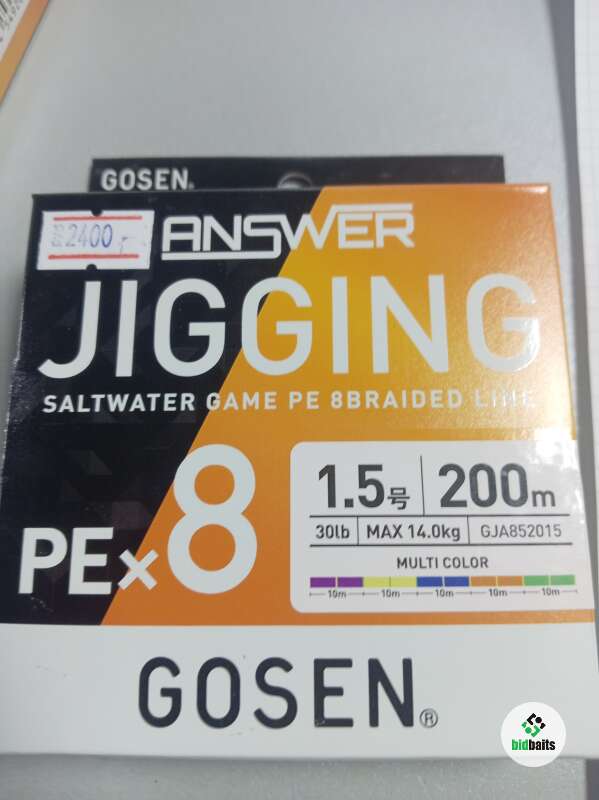 GOSEN®
2400
ANSWER
JIGGING
SALTWATER GAME PE 8BRAIDED LINE
PE×8
1.5号 200m
30lb MAX 14.0kg GJA852015
MULTI COLOR
10m 10m 10m 10m 10m
GOSEN®
bidbaits